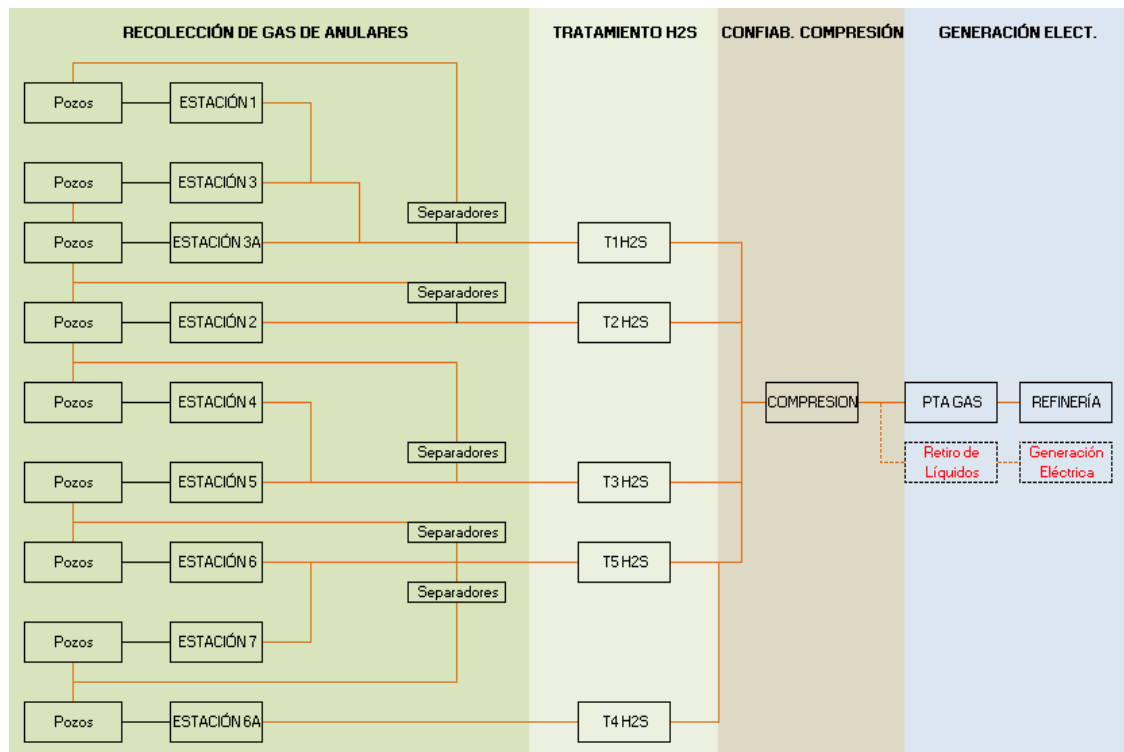 RECOLECCIÓN DE GAS DE ANULARES
TRATAMIENTO H2S
CONFIAB. COMPRESIÓN
GENERACIÓN ELECT.
Pozos
ESTACIÓN 1
Pozos
ESTACIÓN 3
Separadores
Pozos
ESTACIÓN 3A
T1 H2S
Separadores
Pozos
ESTACIÓN 2
T2 H2S
Pozos
ESTACIÓN 4
COMPRESION
PTA GAS
REFINERÍA
Separadores
Retiro de
Líquidos
Generación
Eléctrica
Pozos
ESTACIÓN 5
T3 H2S
Separadores
Pozos
ESTACIÓN 6
T5 H2S
Separadores
Pozos
ESTACIÓN 7
Pozos
ESTACIÓN 6A
T4 H2S